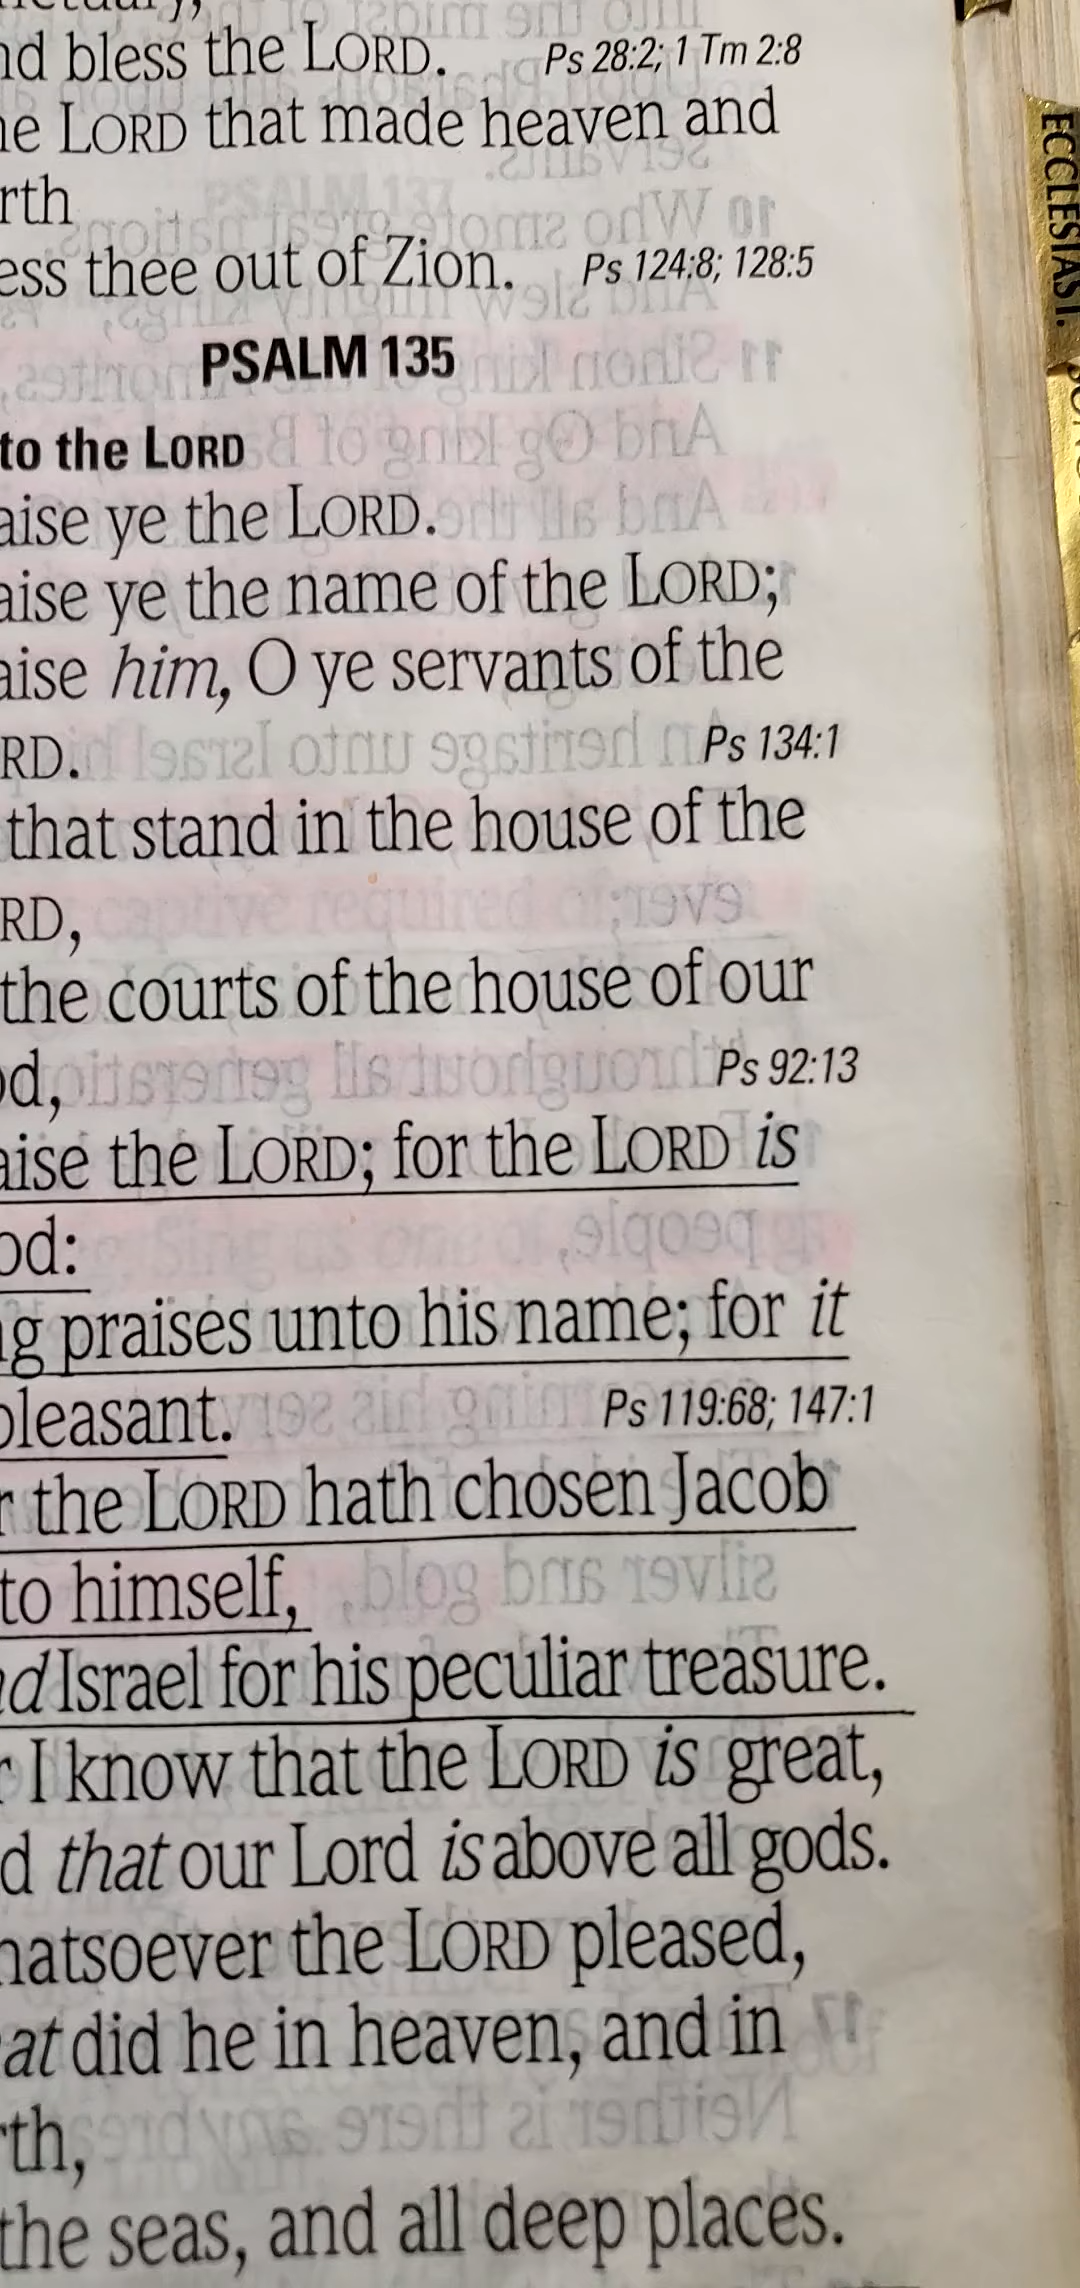 nd bless the LORD. Ps 28:2; 1 Tm 2:8
he LORD that made heaven and
rth
ess thee out of Zion. Ps 124:8; 128:5
PSALM 135
to the LORD
aise ye the LORD.
aise ye the name of the LORD;
aise him, O ye servants of the
RD. Ps 134:1
that stand in the house of the
RD,
the courts of the house of our
od, Ps 92:13
aise the LORD; for the LORD is
od:
ng praises unto his name; for it
pleasant. Ps 119:68; 147:1
r the LORD hath chosen Jacob
to himself,
nd Israel for his peculiar treasure.
r I know that the LORD is great,
d that our Lord is above all gods.
hatsoever the LORD pleased,
at did he in heaven, and in
rth,
the seas, and all deep places.
ECCLESIAST.